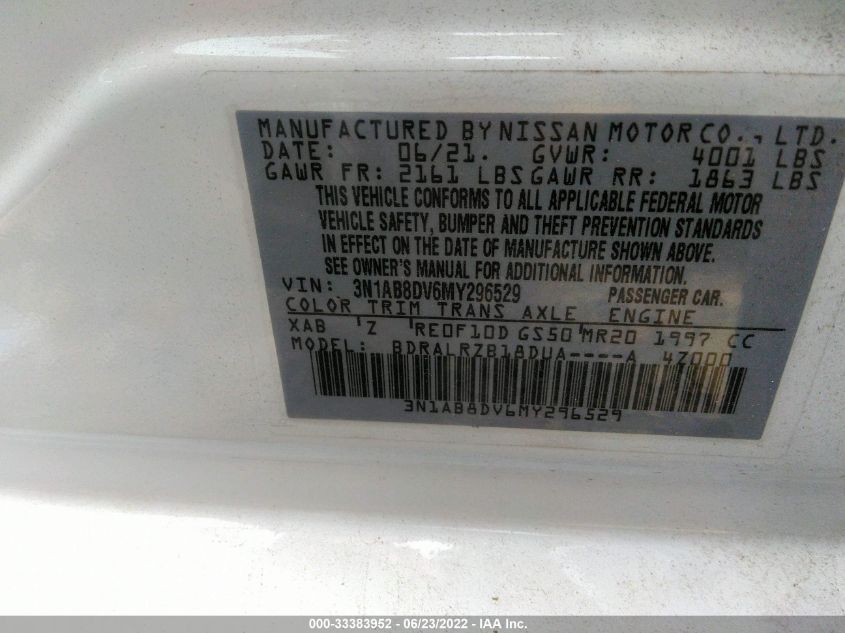 MANUFACTURED BY NISSAN MOTOR CO., LTD.
DATE: 06/21. GVWR: 4001 LBS
GAWR FR: 2161 LBS GAWR RR: 1863 LBS
THIS VEHICLE CONFORMS TO ALL APPLICABLE FEDERAL MOTOR
VEHICLE SAFETY, BUMPER AND THEFT PREVENTION STANDARDS
IN EFFECT ON THE DATE OF MANUFACTURE SHOWN ABOVE.
SEE OWNER'S MANUAL FOR ADDITIONAL INFORMATION.
VIN: 3N1AB8DV6MY296529 PASSENGER CAR.
COLOR TRIM TRANS AXLE ENGINE
XAB Z RE0F10D GS50 MR20 1997 CC
MODEL: BDRALRZB18DUA----A 4Z000
3N1AB8DV6MY296529
000-33383952 - 06/23/2022 - IAA Inc.